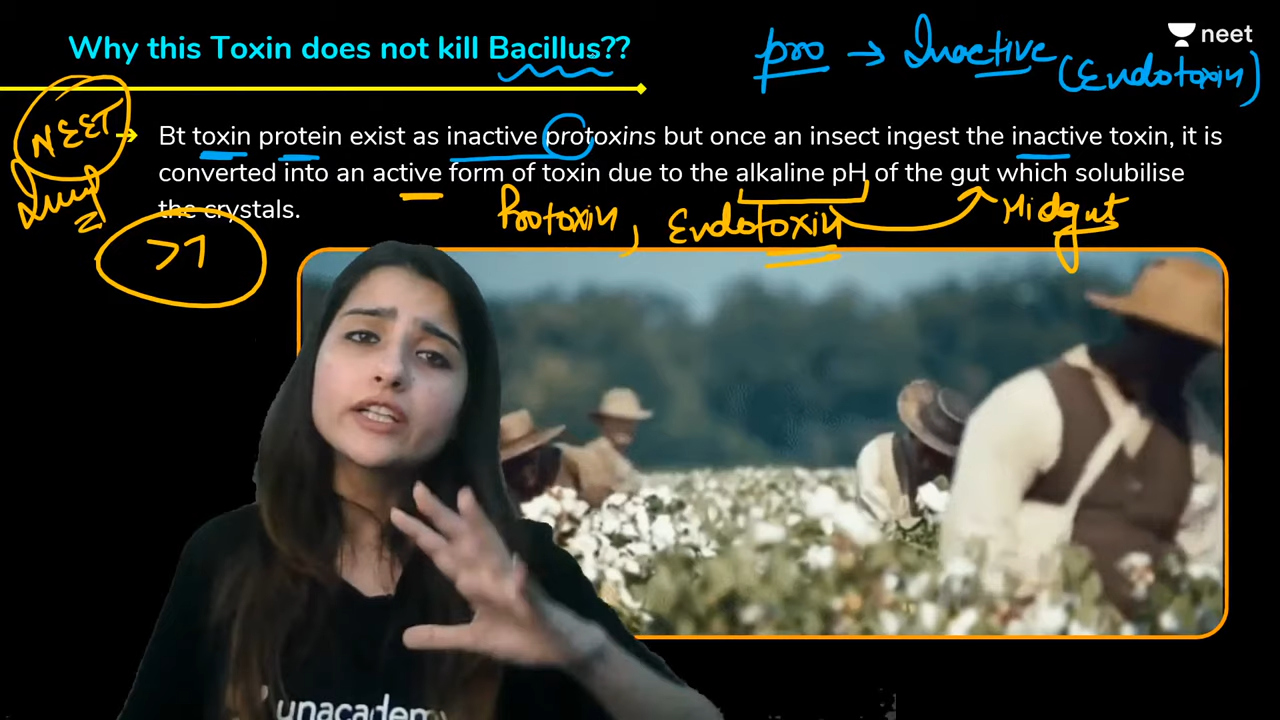 Why this Toxin does not kill Bacillus??
pro → Inactive
(Endotoxin)
neet
NEET
Bt toxin protein exist as inactive protoxins but once an insect ingest the inactive toxin, it is
converted into an active form of toxin due to the alkaline pH of the gut which solubilise
the crystals.
Protoxin, Endotoxin
Midgut
>7
unacadem